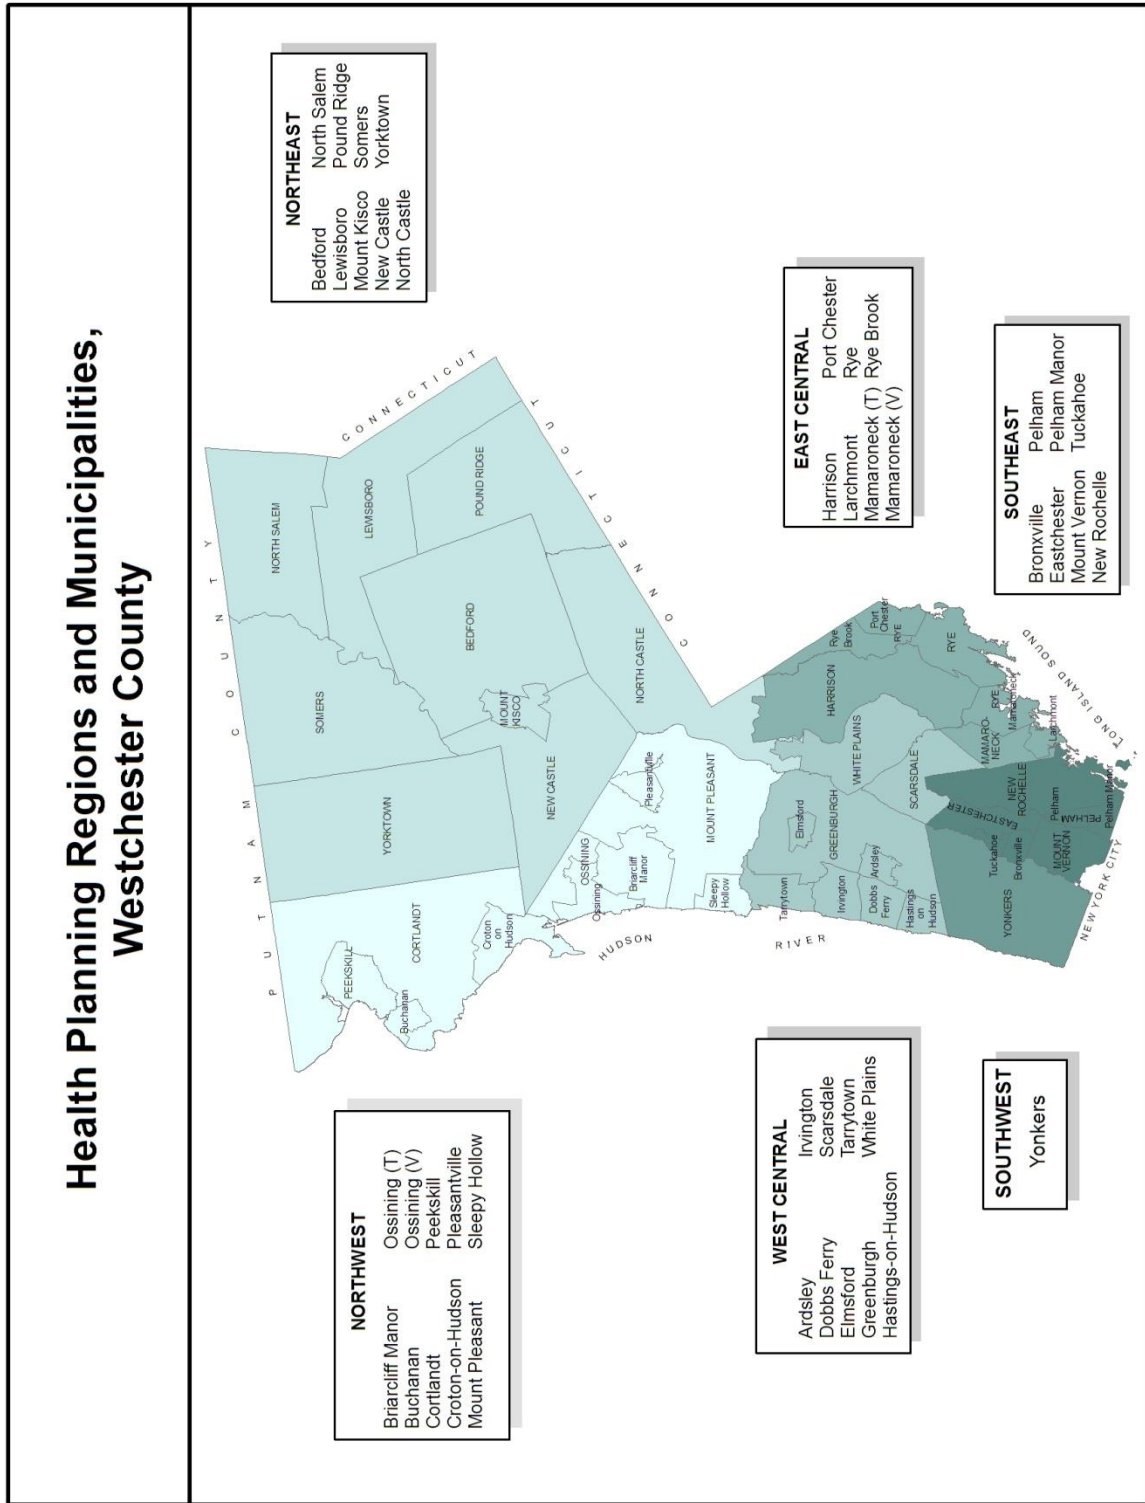 Health Planning Regions and Municipalities,
Westchester County
NORTHWEST
Briarcliff Manor Ossining (T)
Buchanan Ossining (V)
Cortlandt Peekskill
Croton-on-Hudson Pleasantville
Mount Pleasant Sleepy Hollow
NORTHEAST
Bedford North Salem
Lewisboro Pound Ridge
Mount Kisco Somers
New Castle Yorktown
North Castle
PUTNAM COUNTY
CONNECTICUT
CONNECTICUT
NORTH SALEM
SOMERS
LEWISBORO
YORKTOWN
PEEKSKILL
CORTLANDT
Buchanan
BEDFORD
POUND RIDGE
Croton
on
Hudson
MOUNT
KISCO
NEW CASTLE
OSSINING
Ossining
Briarcliff
Manor
Pleasantville
NORTH CASTLE
HUDSON
RIVER
MOUNT PLEASANT
Sleepy
Hollow
Tarrytown
Elmsford
GREENBURGH
Irvington
WHITE PLAINS
HARRISON
Rye
Brook
Port
Chester
RYE
Dobbs
Ferry
Ardsley
Hastings
on
Hudson
SCARSDALE
RYE
RYE
MAMARO-
NECK
Mamaroneck
Larchmont
YONKERS
Tuckahoe
Bronxville
EASTCHESTER
NEW
ROCHELLE
MOUNT
VERNON
Pelham
PELHAM
Pelham Manor
NEW YORK CITY
LONG ISLAND SOUND
WEST CENTRAL
Ardsley Irvington
Dobbs Ferry Scarsdale
Elmsford Tarrytown
Greenburgh White Plains
Hastings-on-Hudson
EAST CENTRAL
Harrison Port Chester
Larchmont Rye
Mamaroneck (T) Rye Brook
Mamaroneck (V)
SOUTHWEST
Yonkers
SOUTHEAST
Bronxville Pelham
Eastchester Pelham Manor
Mount Vernon Tuckahoe
New Rochelle